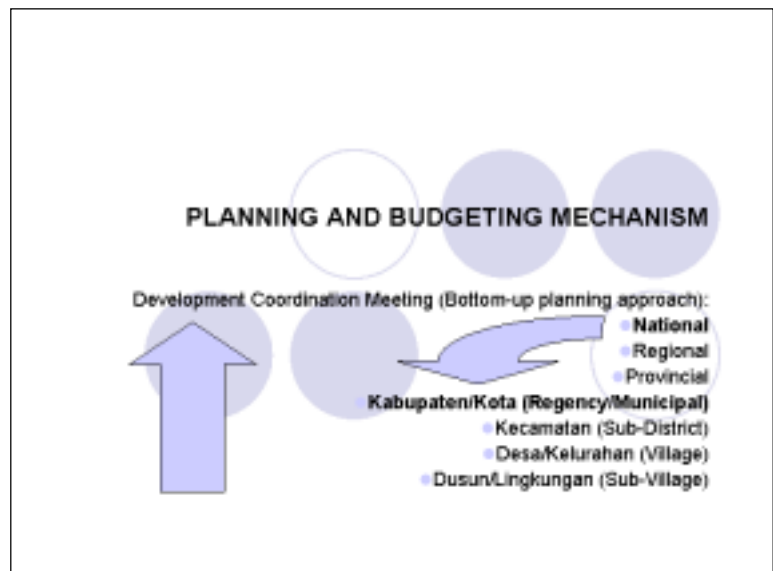 PLANNING AND BUDGETING MECHANISM
Development Coordination Meeting (Bottom-up planning approach):
National
Regional
Provincial
Kabupaten/Kota (Regency/Municipal)
Kecamatan (Sub-District)
Desa/Kelurahan (Village)
Dusun/Lingkungan (Sub-Village)